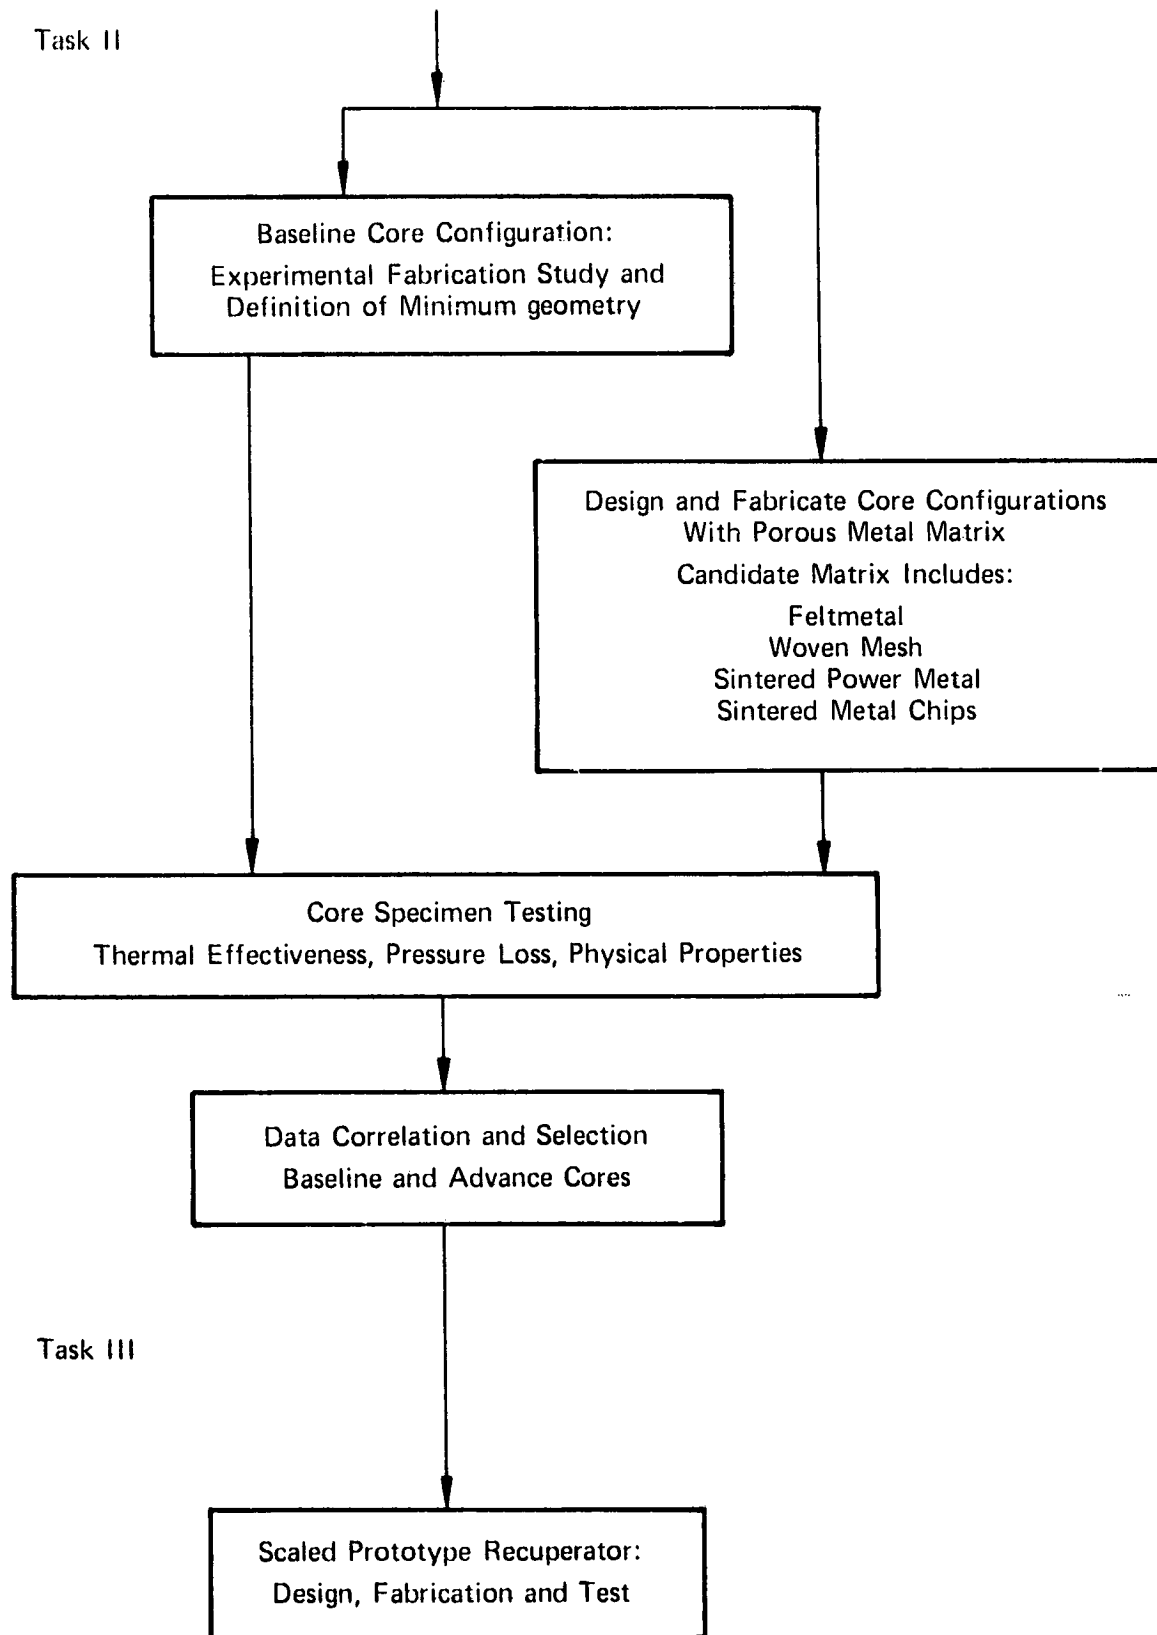 Task II
Baseline Core Configuration:
Experimental Fabrication Study and
Definition of Minimum geometry
Design and Fabricate Core Configurations
With Porous Metal Matrix
Candidate Matrix Includes:
Feltmetal
Woven Mesh
Sintered Power Metal
Sintered Metal Chips
Core Specimen Testing
Thermal Effectiveness, Pressure Loss, Physical Properties
Data Correlation and Selection
Baseline and Advance Cores
Task III
Scaled Prototype Recuperator:
Design, Fabrication and Test